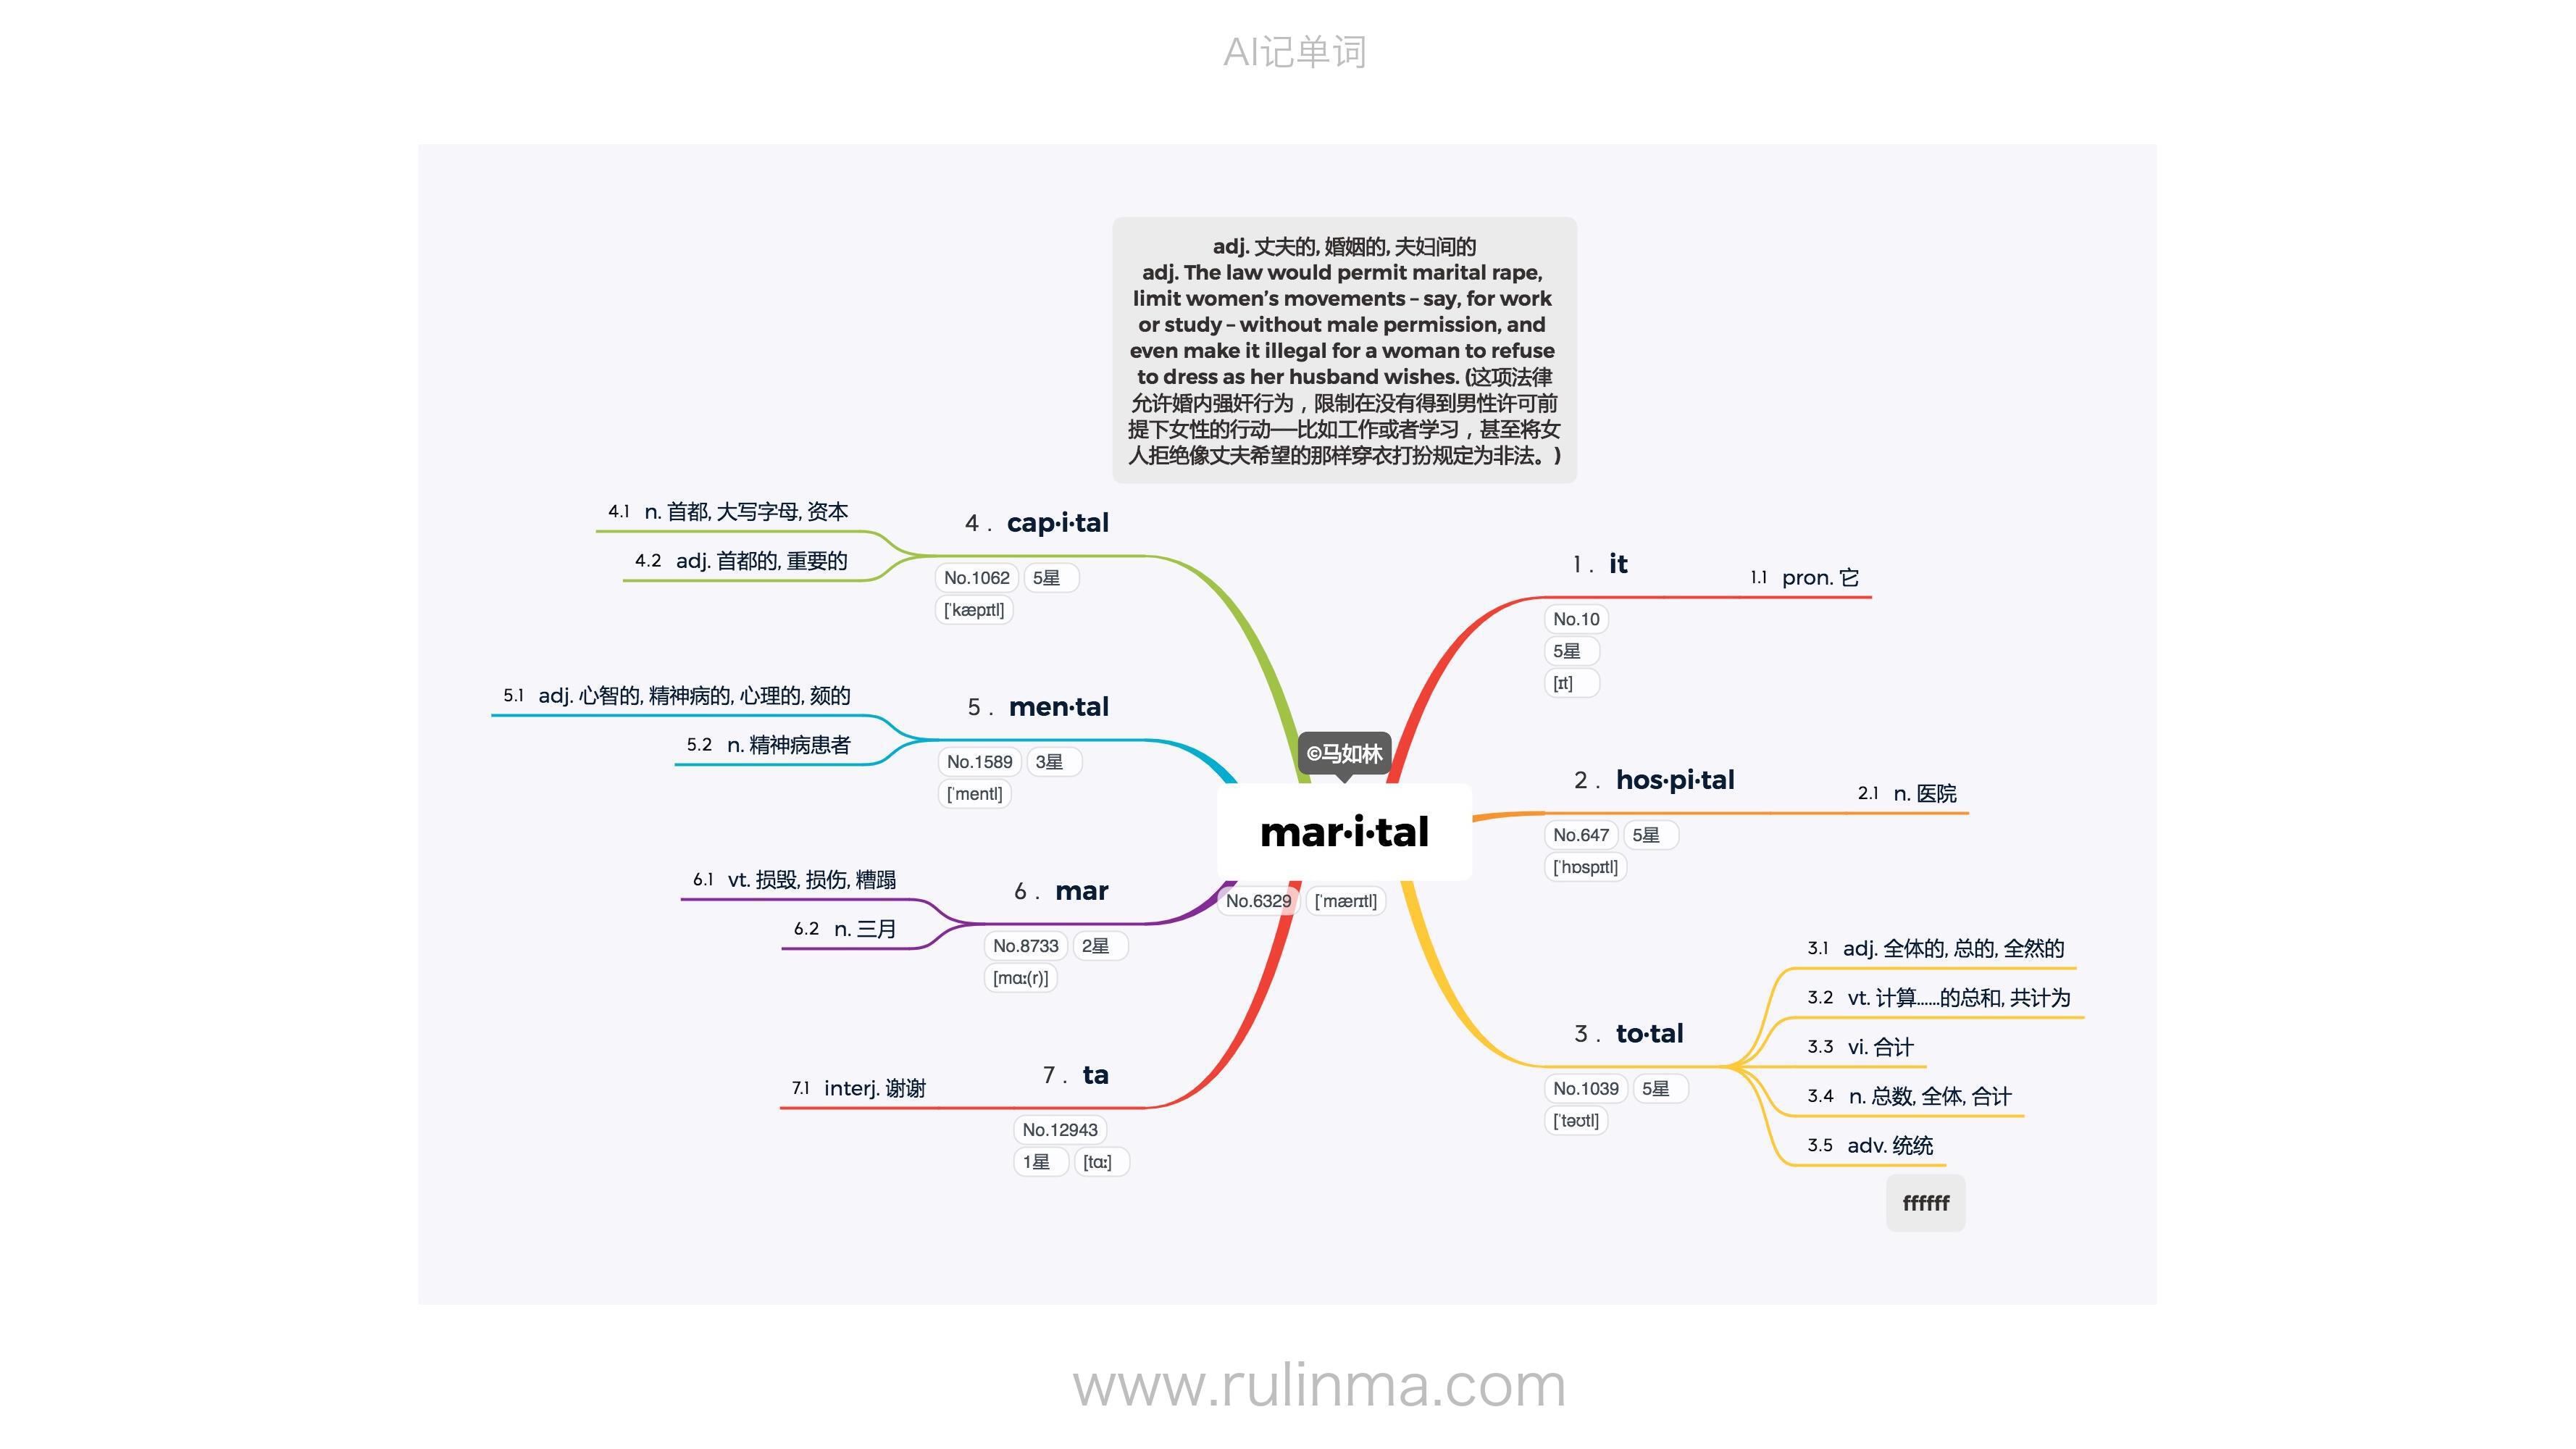 AI记单词
adj. 丈夫的, 婚姻的, 夫妇间的
adj. The law would permit marital rape,
limit women’s movements – say, for work
or study – without male permission, and
even make it illegal for a woman to refuse
to dress as her husband wishes. (这项法律
允许婚内强奸行为，限制在没有得到男性许可前
提下女性的行动──比如工作或者学习，甚至将女
人拒绝像丈夫希望的那样穿衣打扮规定为非法。)
©马如林
mar·i·tal
No.6329 [ˈmærɪtl]
1. it
No.10
5星
[ɪt]
1.1 pron. 它
2. hos·pi·tal
No.647 5星
[ˈhɒspɪtl]
2.1 n. 医院
3. to·tal
No.1039 5星
[ˈtəʊtl]
3.1 adj. 全体的, 总的, 全然的
3.2 vt. 计算......的总和, 共计为
3.3 vi. 合计
3.4 n. 总数, 全体, 合计
3.5 adv. 统统
ffffff
4. cap·i·tal
No.1062 5星
[ˈkæpɪtl]
4.1 n. 首都, 大写字母, 资本
4.2 adj. 首都的, 重要的
5. men·tal
No.1589 3星
[ˈmentl]
5.1 adj. 心智的, 精神病的, 心理的, 颏的
5.2 n. 精神病患者
6. mar
No.8733 2星
[mɑː(r)]
6.1 vt. 损毁, 损伤, 糟蹋
6.2 n. 三月
7. ta
No.12943
1星 [tɑː]
7.1 interj. 谢谢
www.rulinma.com